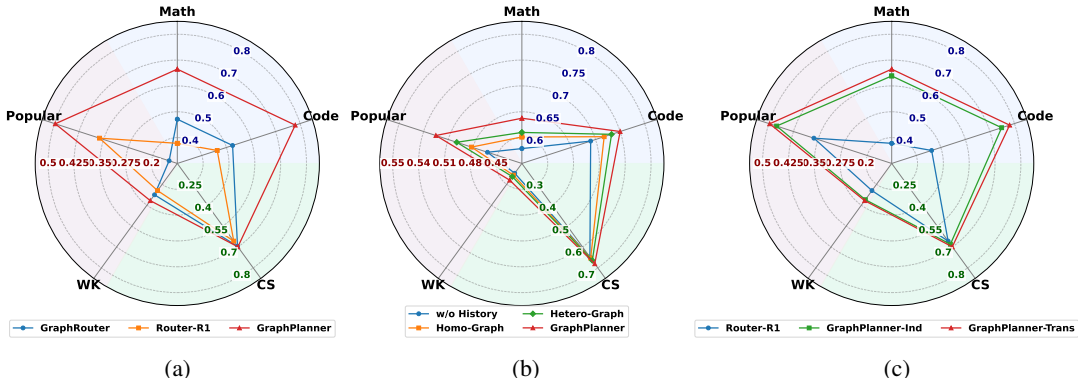 Math
Code
Popular
WK
CS
0.8
0.7
0.6
0.5
0.4
0.5 0.425 0.35 0.275 0.2
0.25
0.4
0.55
0.7
0.8
GraphRouter
Router-R1
GraphPlanner
(a)
Math
Code
Popular
WK
CS
0.8
0.75
0.7
0.65
0.6
0.55 0.54 0.51 0.48 0.45
0.3
0.4
0.5
0.6
0.7
w/o History
Homo-Graph
Hetero-Graph
GraphPlanner
(b)
Math
Code
Popular
WK
CS
0.8
0.7
0.6
0.5
0.4
0.5 0.425 0.35 0.275 0.2
0.25
0.4
0.55
0.7
0.8
Router-R1
GraphPlanner-Ind
GraphPlanner-Trans
(c)